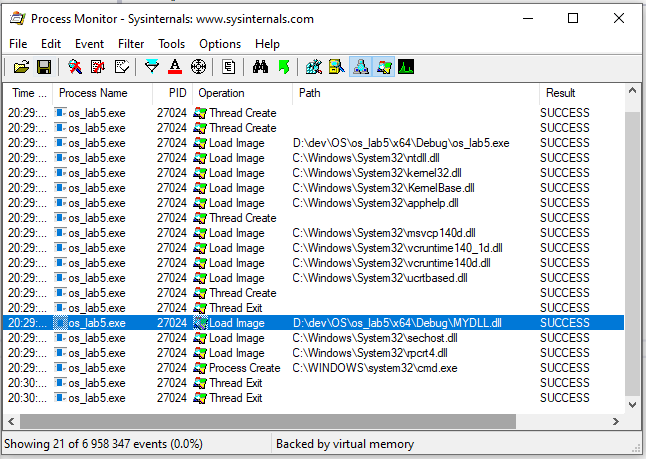 Process Monitor - Sysinternals: www.sysinternals.com
File Edit Event Filter Tools Options Help
Time ... Process Name PID Operation Path Result
20:29:... os_lab5.exe 27024 Thread Create SUCCESS
20:29:... os_lab5.exe 27024 Thread Create SUCCESS
20:29:... os_lab5.exe 27024 Load Image D:\dev\OS\os_lab5\x64\Debug\os_lab5.exe SUCCESS
20:29:... os_lab5.exe 27024 Load Image C:\Windows\System32\ntdll.dll SUCCESS
20:29:... os_lab5.exe 27024 Load Image C:\Windows\System32\kernel32.dll SUCCESS
20:29:... os_lab5.exe 27024 Load Image C:\Windows\System32\KernelBase.dll SUCCESS
20:29:... os_lab5.exe 27024 Load Image C:\Windows\System32\apphelp.dll SUCCESS
20:29:... os_lab5.exe 27024 Thread Create SUCCESS
20:29:... os_lab5.exe 27024 Load Image C:\Windows\System32\msvcp140d.dll SUCCESS
20:29:... os_lab5.exe 27024 Load Image C:\Windows\System32\vcruntime140_1d.dll SUCCESS
20:29:... os_lab5.exe 27024 Load Image C:\Windows\System32\vcruntime140d.dll SUCCESS
20:29:... os_lab5.exe 27024 Load Image C:\Windows\System32\ucrtbased.dll SUCCESS
20:29:... os_lab5.exe 27024 Thread Create SUCCESS
20:29:... os_lab5.exe 27024 Thread Exit SUCCESS
20:29:... os_lab5.exe 27024 Load Image D:\dev\OS\os_lab5\x64\Debug\MYDLL.dll SUCCESS
20:29:... os_lab5.exe 27024 Load Image C:\Windows\System32\sechost.dll SUCCESS
20:29:... os_lab5.exe 27024 Load Image C:\Windows\System32\rpcrt4.dll SUCCESS
20:29:... os_lab5.exe 27024 Process Create C:\WINDOWS\system32\cmd.exe SUCCESS
20:30:... os_lab5.exe 27024 Thread Exit SUCCESS
20:30:... os_lab5.exe 27024 Thread Exit SUCCESS
Showing 21 of 6 958 347 events (0.0%) Backed by virtual memory